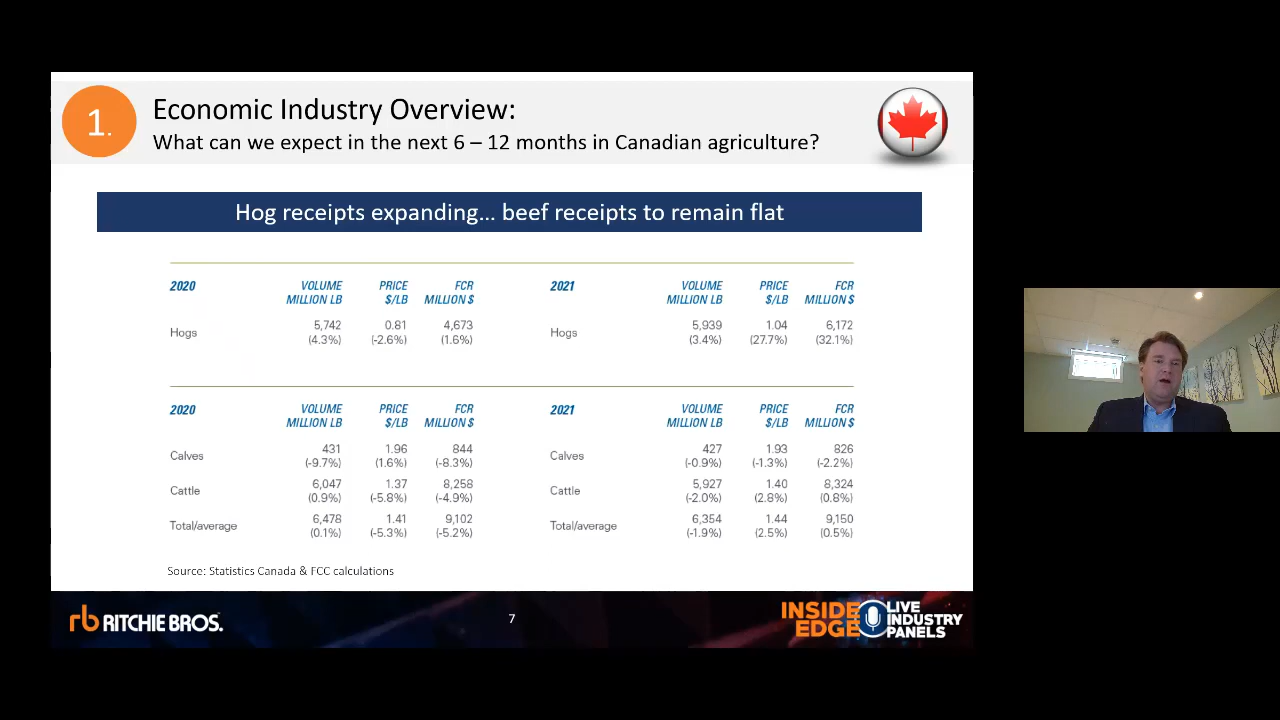 1.
Economic Industry Overview:
What can we expect in the next 6 – 12 months in Canadian agriculture?
Hog receipts expanding... beef receipts to remain flat
2020 VOLUME PRICE FCR 2021 VOLUME PRICE FCR
MILLION LB $/LB MILLION $ MILLION LB $/LB MILLION $
Hogs 5,742 0.81 4,673 Hogs 5,939 1.04 6,172
(4.3%) (-2.6%) (1.6%) (3.4%) (27.7%) (32.1%)
2020 VOLUME PRICE FCR 2021 VOLUME PRICE FCR
MILLION LB $/LB MILLION $ MILLION LB $/LB MILLION $
Calves 431 1.96 844 Calves 427 1.93 826
(-9.7%) (1.6%) (-8.3%) (-0.9%) (-1.3%) (-2.2%)
Cattle 6,047 1.37 8,258 Cattle 5,927 1.40 8,324
(0.9%) (-5.8%) (-4.9%) (-2.0%) (2.8%) (0.8%)
Total/average 6,478 1.41 9,102 Total/average 6,354 1.44 9,150
(0.1%) (-5.3%) (-5.2%) (-1.9%) (2.5%) (0.5%)
Source: Statistics Canada & FCC calculations
rb RITCHIE BROS.
7
INSIDE EDGE
LIVE
INDUSTRY
PANELS